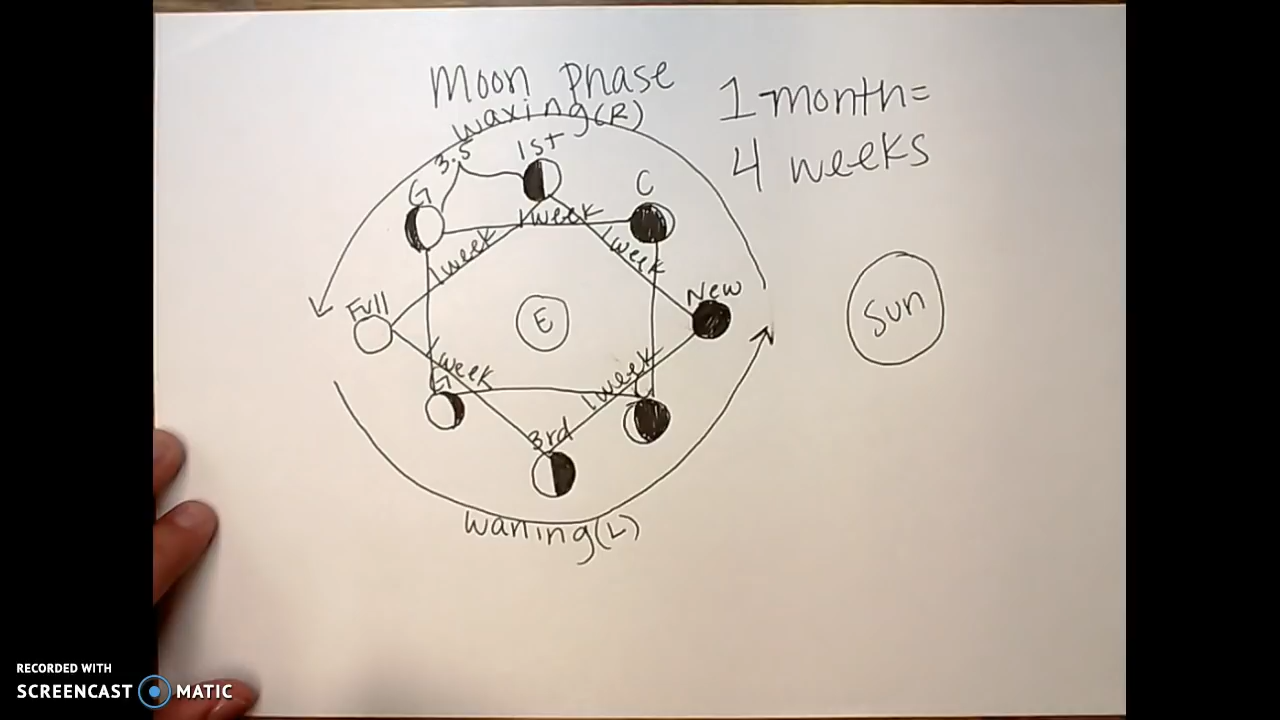 Moon phase
waxing(R)
1 month=
4 weeks
3.5
1st
G
C
1 week
1 week
1 week
Full
New
E
Sun
week
1 week
3rd
waning(L)
RECORDED WITH
SCREENCAST MATIC